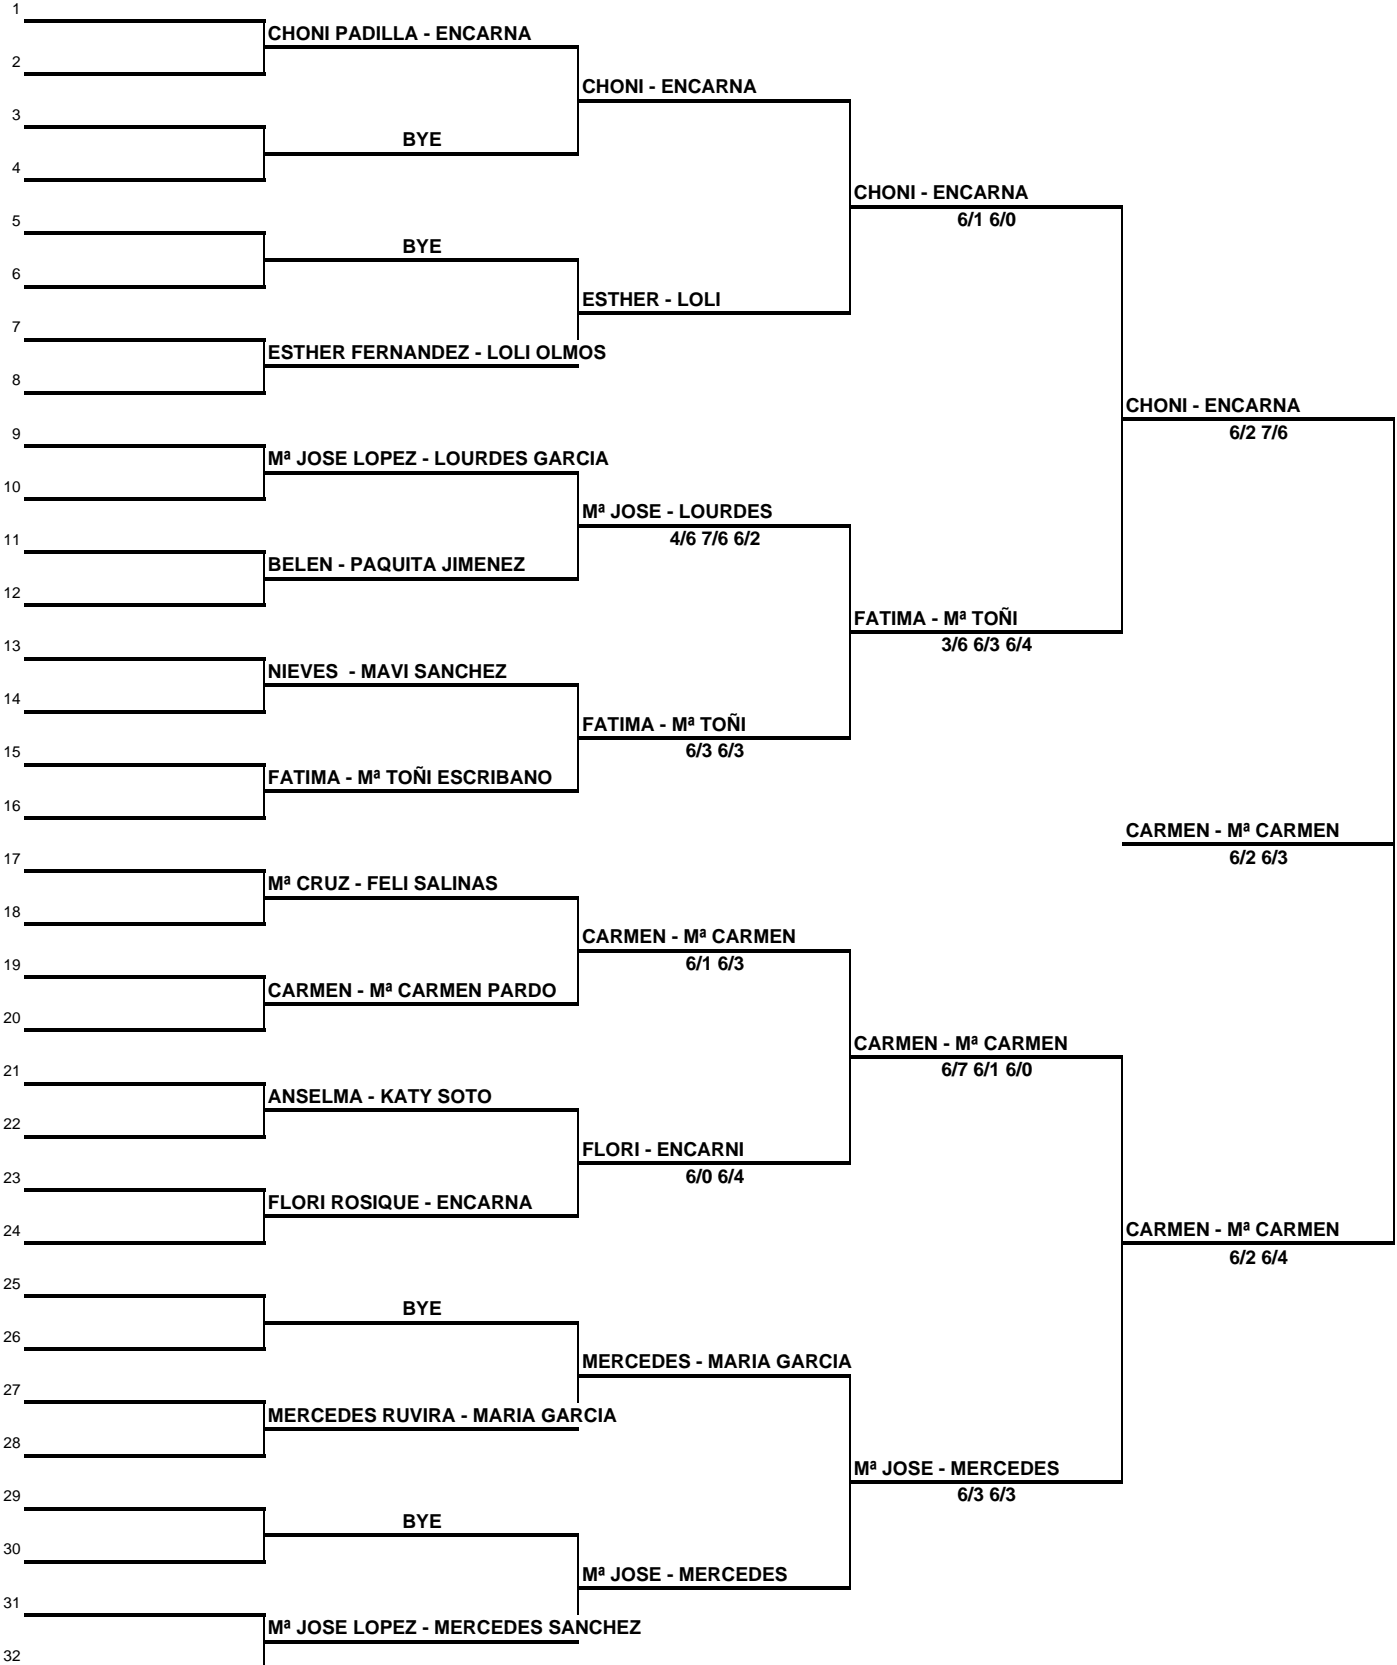 1
CHONI PADILLA - ENCARNA
2
CHONI - ENCARNA
3
BYE
4
CHONI - ENCARNA
6/1 6/0
5
BYE
6
ESTHER - LOLI
7
ESTHER FERNANDEZ - LOLI OLMOS
8
CHONI - ENCARNA
6/2 7/6
9
Mª JOSE LOPEZ - LOURDES GARCIA
10
Mª JOSE - LOURDES
4/6 7/6 6/2
11
BELEN - PAQUITA JIMENEZ
12
FATIMA - Mª TOÑI
3/6 6/3 6/4
13
NIEVES  - MAVI SANCHEZ
14
FATIMA - Mª TOÑI
6/3 6/3
15
FATIMA - Mª TOÑI ESCRIBANO
16
CARMEN - Mª CARMEN
6/2 6/3
17
Mª CRUZ - FELI SALINAS
18
CARMEN - Mª CARMEN
6/1 6/3
19
CARMEN - Mª CARMEN PARDO
20
CARMEN - Mª CARMEN
6/7 6/1 6/0
21
ANSELMA - KATY SOTO
22
FLORI - ENCARNI
6/0 6/4
23
FLORI ROSIQUE - ENCARNA
24
CARMEN - Mª CARMEN
6/2 6/4
25
BYE
26
MERCEDES - MARIA GARCIA
27
MERCEDES RUVIRA - MARIA GARCIA
28
Mª JOSE - MERCEDES
6/3 6/3
29
BYE
30
Mª JOSE - MERCEDES
31
Mª JOSE LOPEZ - MERCEDES SANCHEZ
32